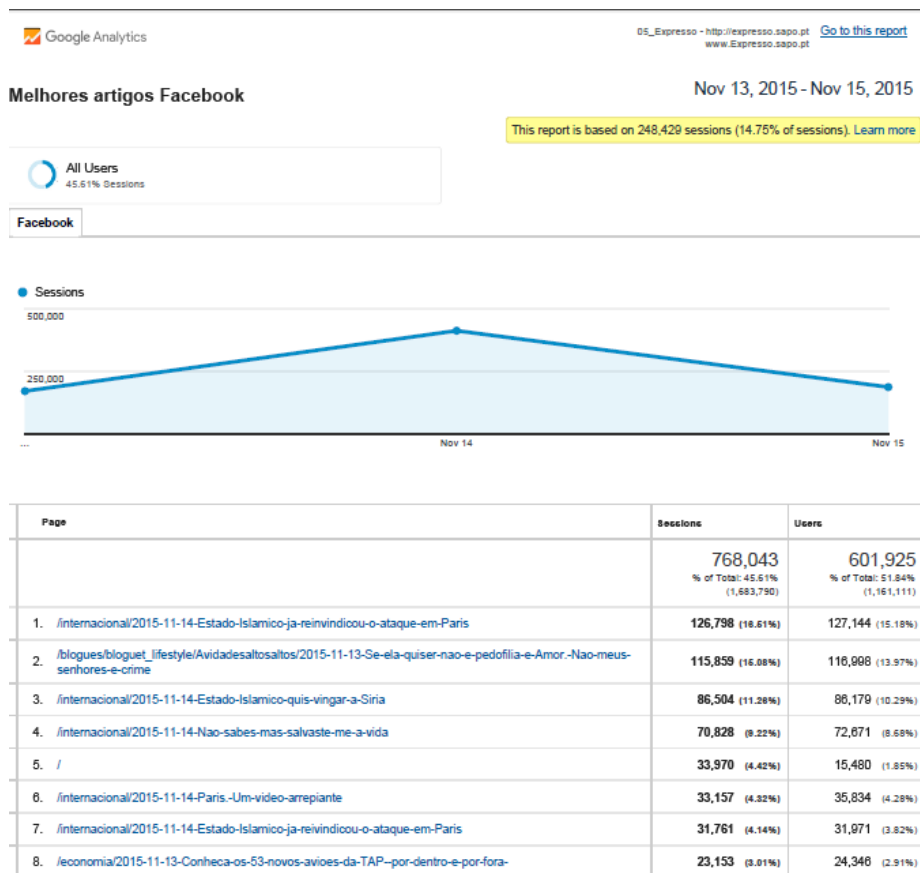 Google Analytics
05_Expresso - http://expresso.sapo.pt
www.Expresso.sapo.pt
Go to this report
Melhores artigos Facebook
Nov 13, 2015 - Nov 15, 2015
This report is based on 248,429 sessions (14.75% of sessions). Learn more
All Users
45.61% Sessions
Facebook
Sessions
500,000
250,000
...
Nov 14
Nov 15
Page
Sessions
Users
768,043
% of Total: 45.61%
(1,683,790)
601,925
% of Total: 51.84%
(1,161,111)
1. /internacional/2015-11-14-Estado-Islamico-ja-reinvindicou-o-ataque-em-Paris 126,798 (16.51%) 127,144 (15.18%)
2. /blogues/bloguet_lifestyle/Avidadesaltosaltos/2015-11-13-Se-ela-quiser-nao-e-pedofilia-e-Amor.-Nao-meus-
senhores-e-crime 115,859 (15.08%) 116,998 (13.97%)
3. /internacional/2015-11-14-Estado-Islamico-quis-vingar-a-Siria 86,504 (11.26%) 86,179 (10.29%)
4. /internacional/2015-11-14-Nao-sabes-mas-salvaste-me-a-vida 70,828 (9.22%) 72,671 (8.68%)
5. / 33,970 (4.42%) 15,480 (1.85%)
6. /internacional/2015-11-14-Paris.-Um-video-arrepiante 33,157 (4.32%) 35,834 (4.28%)
7. /internacional/2015-11-14-Estado-Islamico-ja-reivindicou-o-ataque-em-Paris 31,761 (4.14%) 31,971 (3.82%)
8. /economia/2015-11-13-Conheca-os-53-novos-avioes-da-TAP--por-dentro-e-por-fora- 23,153 (3.01%) 24,346 (2.91%)